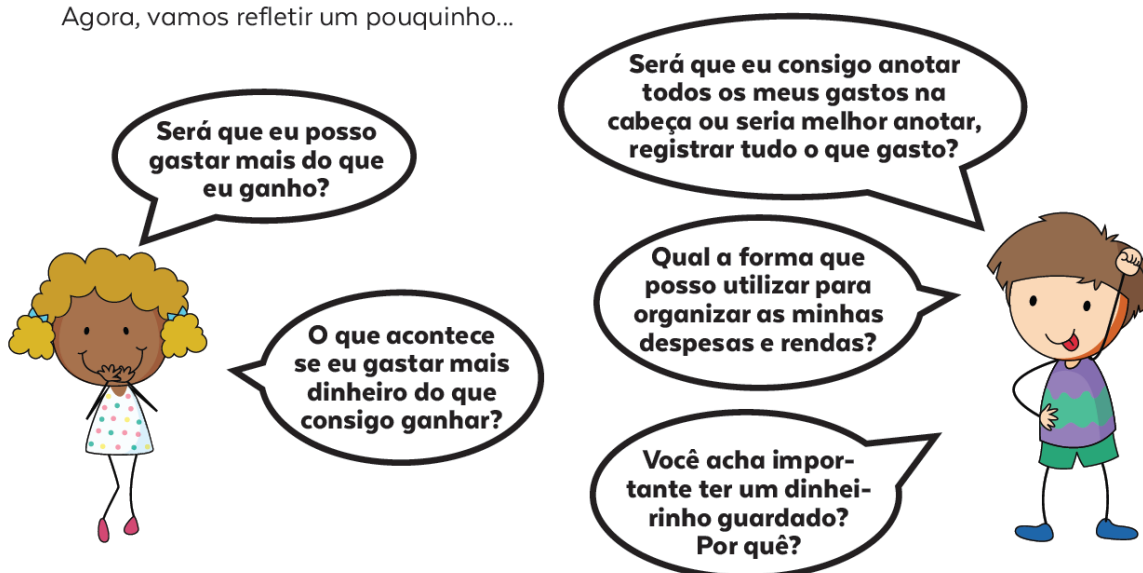 Agora, vamos refletir um pouquinho...
Será que eu posso
gastar mais do que
eu ganho?
O que acontece
se eu gastar mais
dinheiro do que
consigo ganhar?
Será que eu consigo anotar
todos os meus gastos na
cabeça ou seria melhor anotar,
registrar tudo o que gasto?
Qual a forma que
posso utilizar para
organizar as minhas
despesas e rendas?
Você acha impor-
tante ter um dinhei-
rinho guardado?
Por quê?